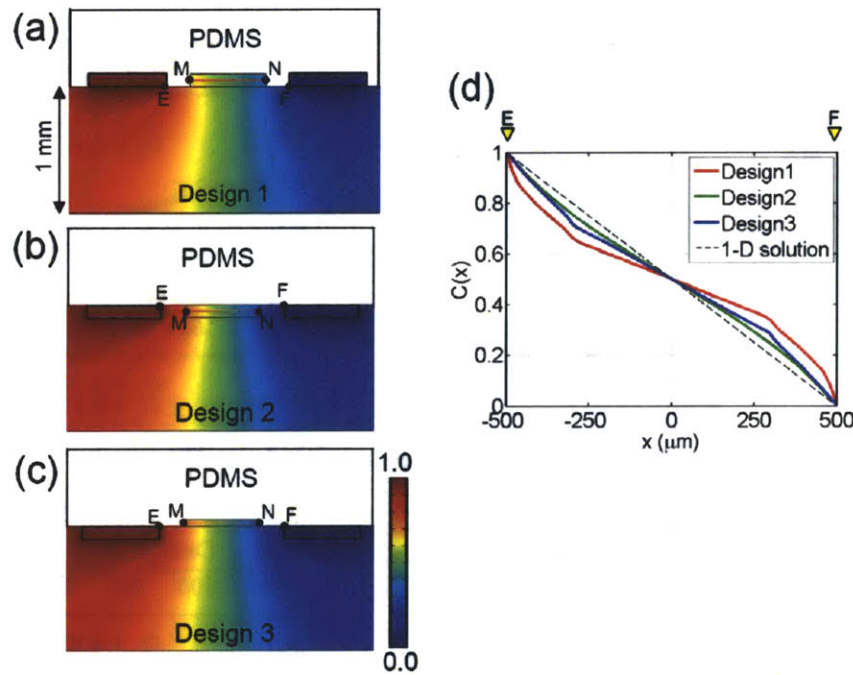 (a)
PDMS
M
N
E
F
1 mm
Design 1
(b)
PDMS
E
F
M
N
Design 2
(c)
PDMS
1.0
E
M
N
F
Design 3
0.0
(d)
E
F
1
0.8
0.6
0.4
0.2
0
C(x)
Design1
Design2
Design3
1-D solution
-500
-250
0
250
500
x (μm)